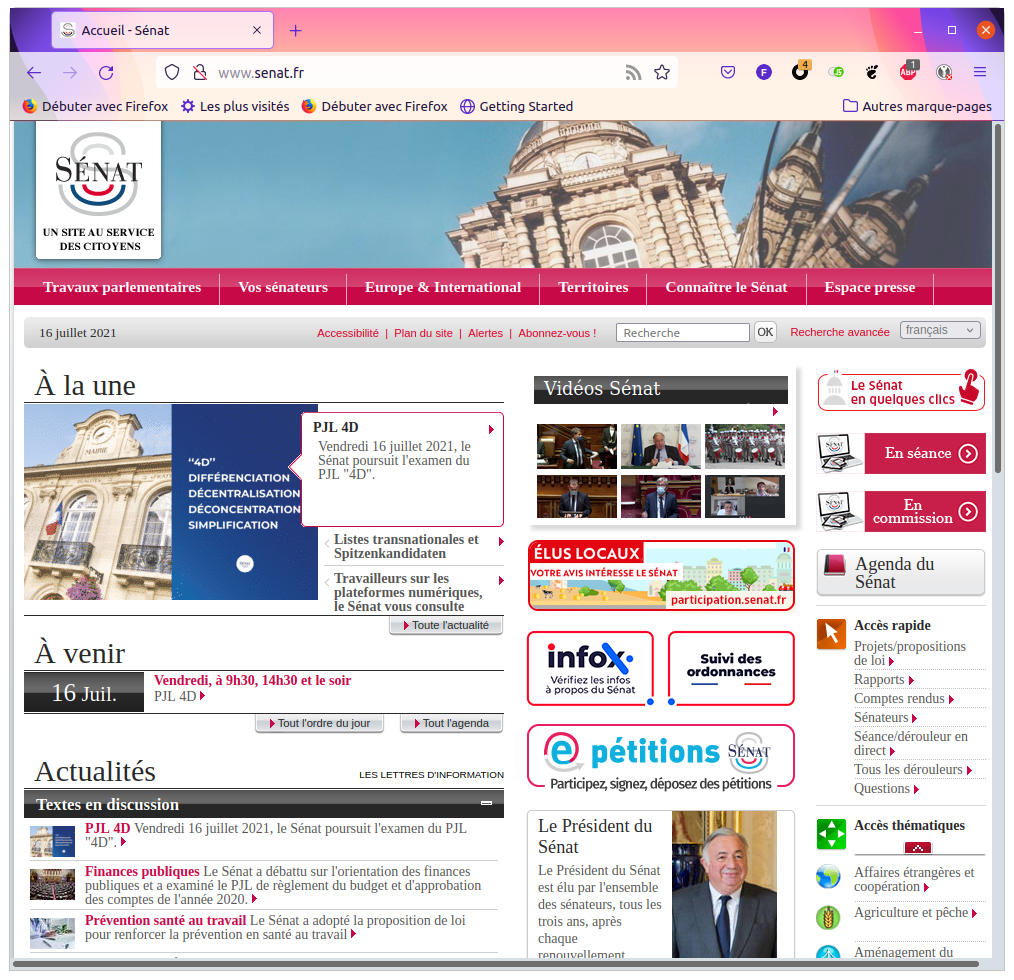 Accueil - Sénat
www.senat.fr
4
F
5
ABP
1
Débuter avec Firefox
Les plus visités
Débuter avec Firefox
Getting Started
Autres marque-pages
SÉNAT
UN SITE AU SERVICE
DES CITOYENS
Travaux parlementaires
Vos sénateurs
Europe & International
Territoires
Connaître le Sénat
Espace presse
16 juillet 2021
Accessibilité | Plan du site | Alertes | Abonnez-vous !
Recherche
OK
Recherche avancée
français
À la une
MAIRIE
“4D”
DIFFÉRENCIATION
DÉCENTRALISATION
DÉCONCENTRATION
SIMPLIFICATION
PJL 4D
Vendredi 16 juillet 2021, le
Sénat poursuit l'examen du
PJL "4D".
Listes transnationales et
Spitzenkandidaten
Travailleurs sur les
plateformes numériques,
le Sénat vous consulte
Toute l'actualité
À venir
16 Juil.
Vendredi, à 9h30, 14h30 et le soir
PJL 4D
Tout l'ordre du jour
Tout l'agenda
Actualités
LES LETTRES D'INFORMATION
Textes en discussion
PJL 4D Vendredi 16 juillet 2021, le Sénat poursuit l'examen du PJL
"4D".
Finances publiques Le Sénat a débattu sur l'orientation des finances
publiques et a examiné le PJL de règlement du budget et d'approbation
des comptes de l'année 2020.
Prévention santé au travail Le Sénat a adopté la proposition de loi
pour renforcer la prévention en santé au travail
Vidéos Sénat
ÉLUS LOCAUX
VOTRE AVIS INTÉRESSE LE SÉNAT
participation.senat.fr
infox
Vérifiez les infos
à propos du Sénat
Suivi des
ordonnances
e pétitions SÉNAT
Participez, signez, déposez des pétitions
Le Président du
Sénat
Le Président du Sénat
est élu par l'ensemble
des sénateurs, tous les
trois ans, après
chaque
renouvellement
Le Sénat
en quelques clics
SÉNAT
En séance
SÉNAT
En
commission
Agenda du
Sénat
Accès rapide
Projets/propositions
de loi
Rapports
Comptes rendus
Sénateurs
Séance/dérouleur en
direct
Tous les dérouleurs
Questions
Accès thématiques
Affaires étrangères et
coopération
Agriculture et pêche
Aménagement du